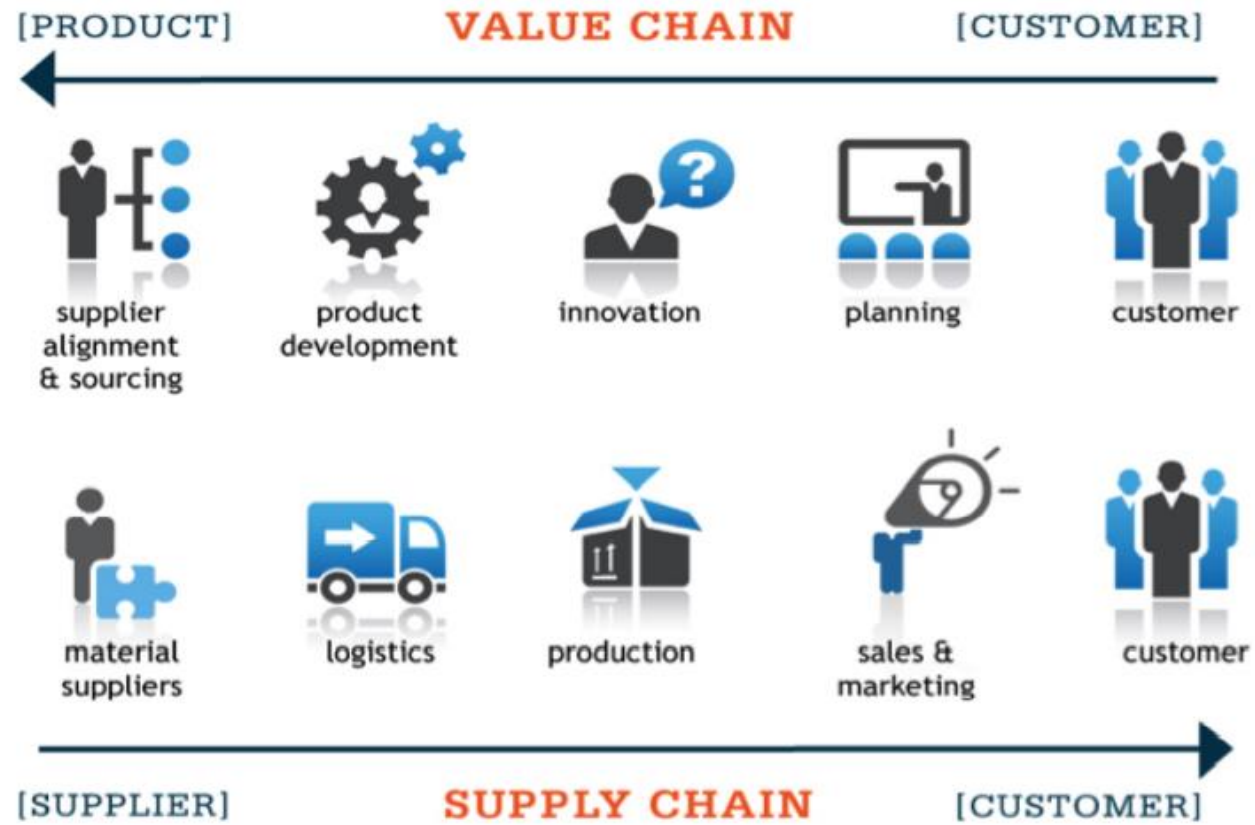 [PRODUCT] VALUE CHAIN [CUSTOMER]
supplier
alignment
& sourcing
product
development
innovation
planning
customer
material
suppliers
logistics
production
sales &
marketing
customer
[SUPPLIER] SUPPLY CHAIN [CUSTOMER]